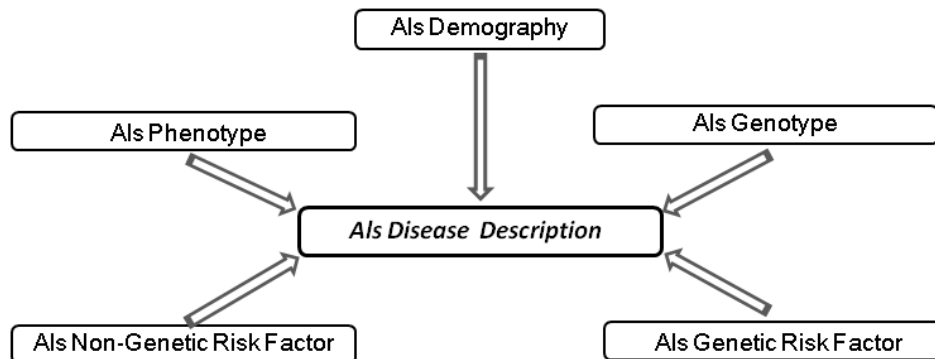 Als Demography
Als Phenotype
Als Genotype
Als Disease Description
Als Non-Genetic Risk Factor
Als Genetic Risk Factor